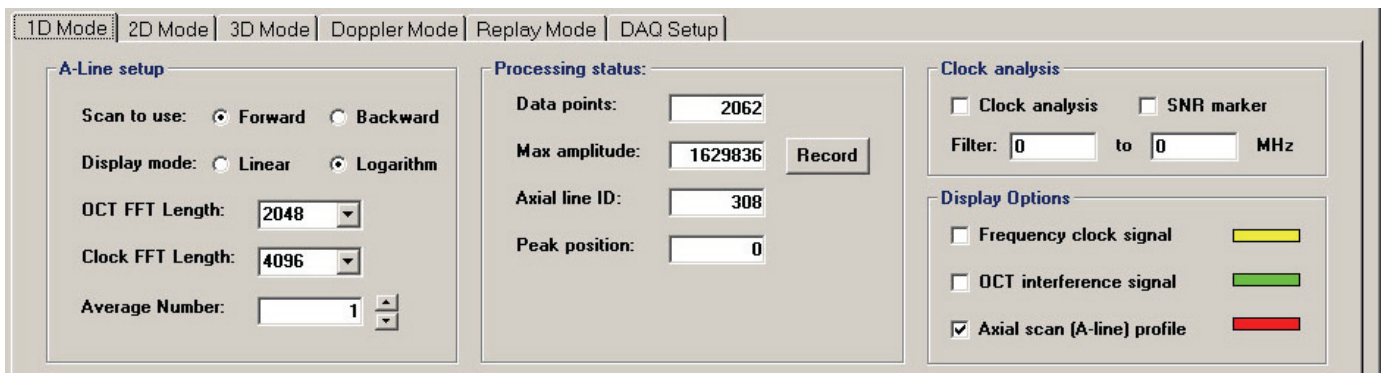 1D Mode 2D Mode 3D Mode Doppler Mode Replay Mode DAQ Setup
A-Line setup
Scan to use: Forward Backward
Display mode: Linear Logarithm
OCT FFT Length: 2048
Clock FFT Length: 4096
Average Number: 1
Processing status:
Data points: 2062
Max amplitude: 1629836 Record
Axial line ID: 308
Peak position: 0
Clock analysis
Clock analysis SNR marker
Filter: 0 to 0 MHz
Display Options
Frequency clock signal
OCT interference signal
Axial scan (A-line) profile